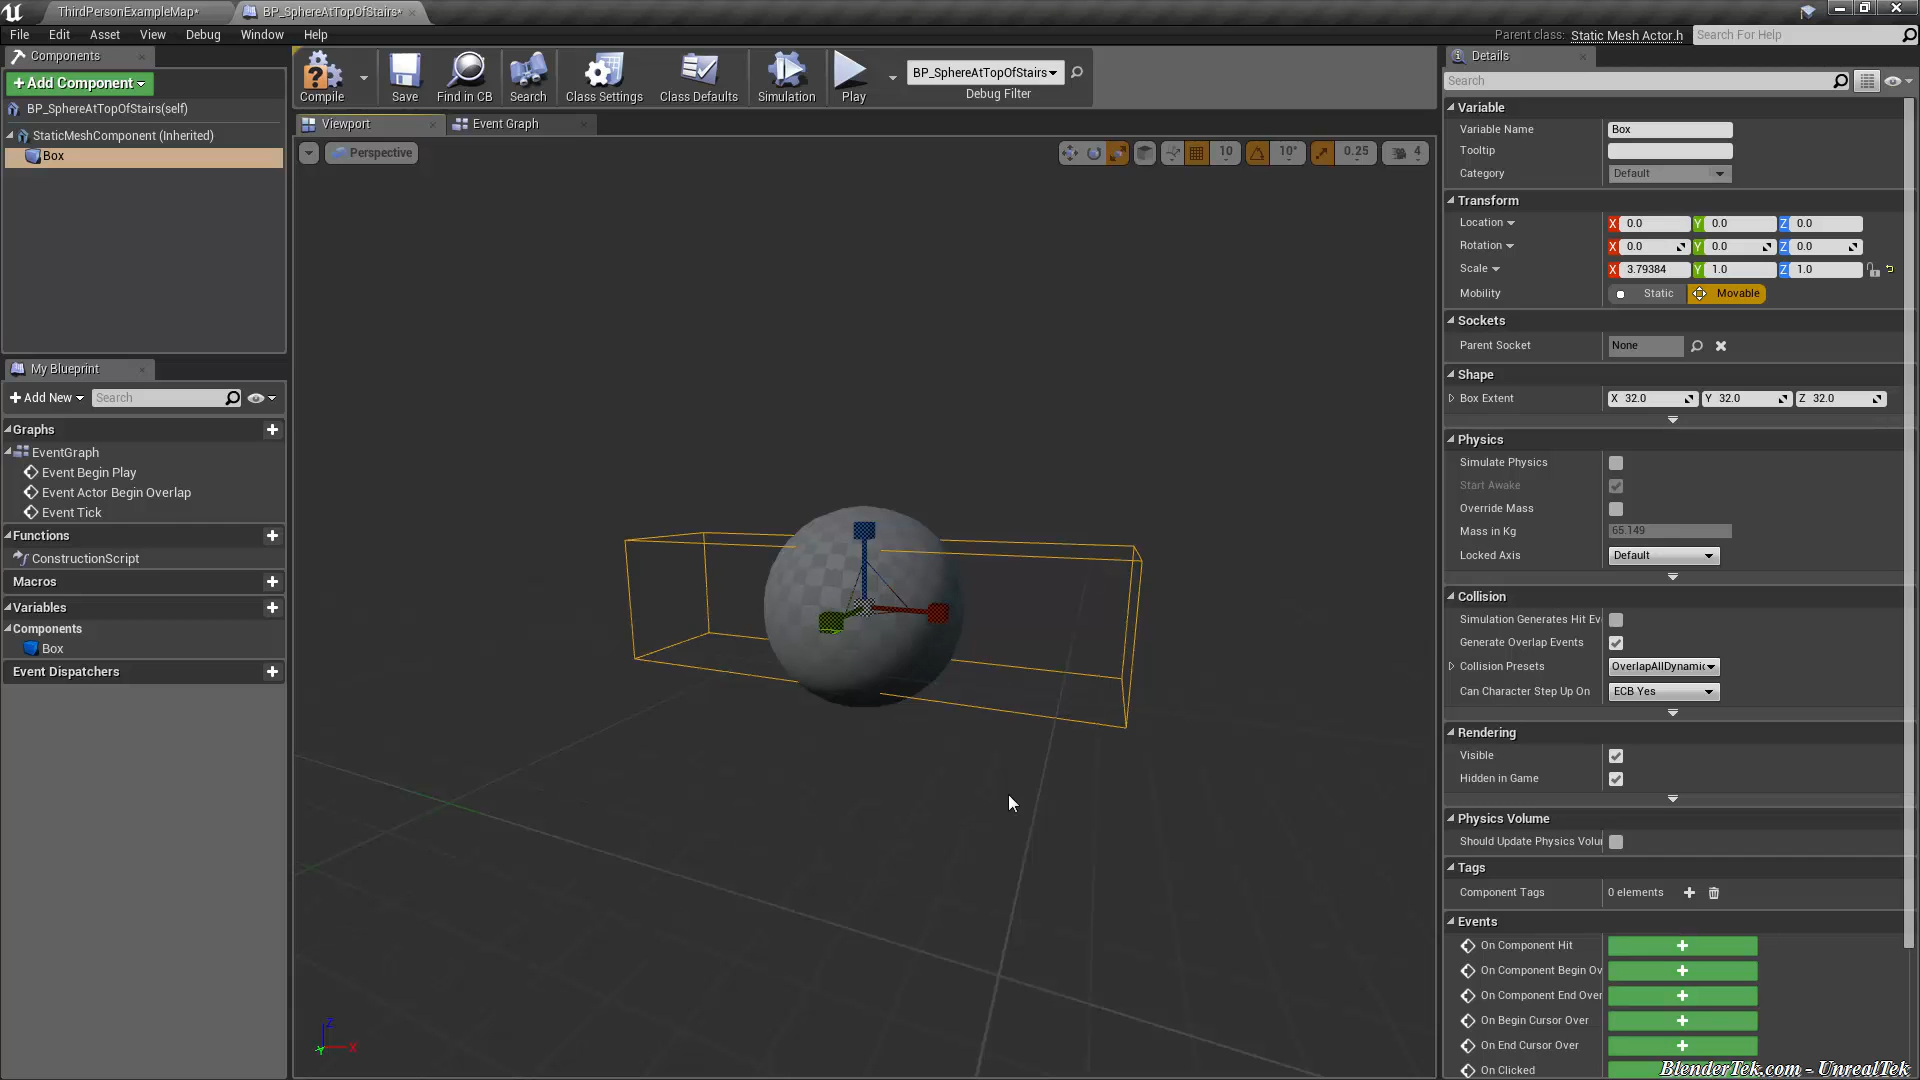 ThirdPersonExampleMap*
BP_SphereAtTopOfStairs*
File Edit Asset View Debug Window Help
Parent class: Static Mesh Actor.h
Search For Help
Components
+Add Component
BP_SphereAtTopOfStairs(self)
StaticMeshComponent (Inherited)
Box
Compile
Save
Find in CB
Search
Class Settings
Class Defaults
Simulation
Play
BP_SphereAtTopOfStairs
Debug Filter
Viewport
Event Graph
Perspective
10
10°
0.25
4
Z
X
Y
My Blueprint
+Add New
Search
Graphs
EventGraph
Event Begin Play
Event Actor Begin Overlap
Event Tick
Functions
ConstructionScript
Macros
Variables
Components
Box
Event Dispatchers
Details
Search
Variable
Variable Name Box
Tooltip
Category Default
Transform
Location X 0.0 Y 0.0 Z 0.0
Rotation X 0.0 Y 0.0 Z 0.0
Scale X 3.79384 Y 1.0 Z 1.0
Mobility Static Movable
Sockets
Parent Socket None
Shape
Box Extent X 32.0 Y 32.0 Z 32.0
Physics
Simulate Physics
Start Awake
Override Mass
Mass in Kg 65.149
Locked Axis Default
Collision
Simulation Generates Hit Ev
Generate Overlap Events
Collision Presets OverlapAllDynamic
Can Character Step Up On ECB Yes
Rendering
Visible
Hidden in Game
Physics Volume
Should Update Physics Volu
Tags
Component Tags 0 elements
Events
On Component Hit
On Component Begin Ov
On Component End Over
On Begin Cursor Over
On End Cursor Over
On Clicked
BlenderTek.com - UnrealTek